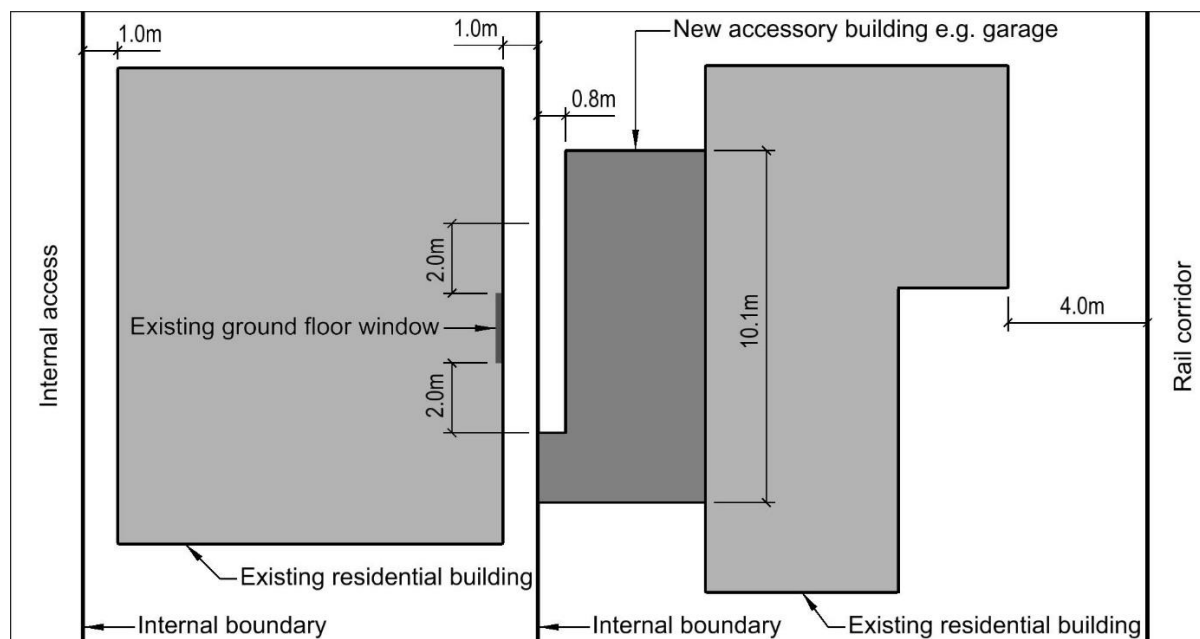 1.0m
1.0m
New accessory building e.g. garage
0.8m
Internal access
2.0m
Existing ground floor window
2.0m
10.1m
4.0m
Rail corridor
Existing residential building
Internal boundary
Internal boundary
Existing residential building